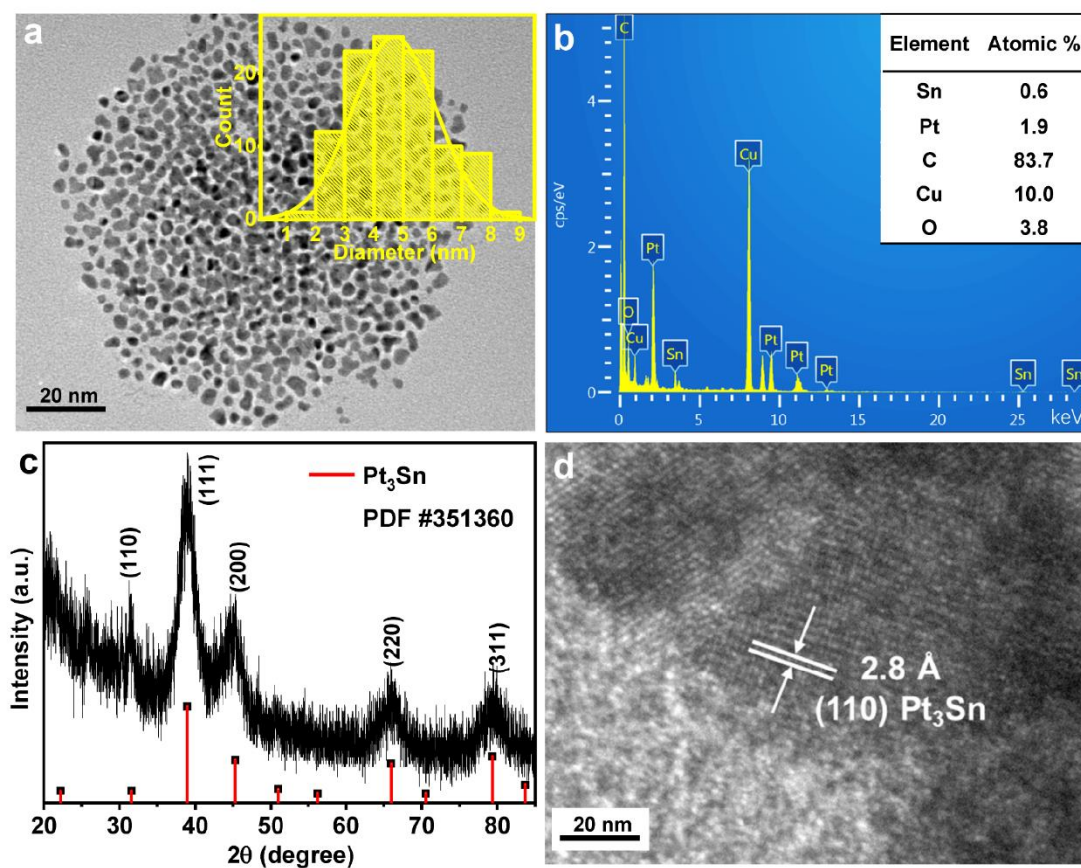 a
20
10
0
Count
1 2 3 4 5 6 7 8 9
Diameter (nm)
20 nm
b
Element Atomic %
Sn 0.6
Pt 1.9
C 83.7
Cu 10.0
O 3.8
C
Cu
Pt
O
Cu
Sn
Pt
Pt
Pt
Sn
Sn
cps/eV
4
2
0
0 5 10 15 20 25 keV
c
(110)
(111)
(200)
(220)
(311)
Pt₃Sn
PDF #351360
Intensity (a.u.)
20 30 40 50 60 70 80
2θ (degree)
d
2.8 Å
(110) Pt₃Sn
20 nm